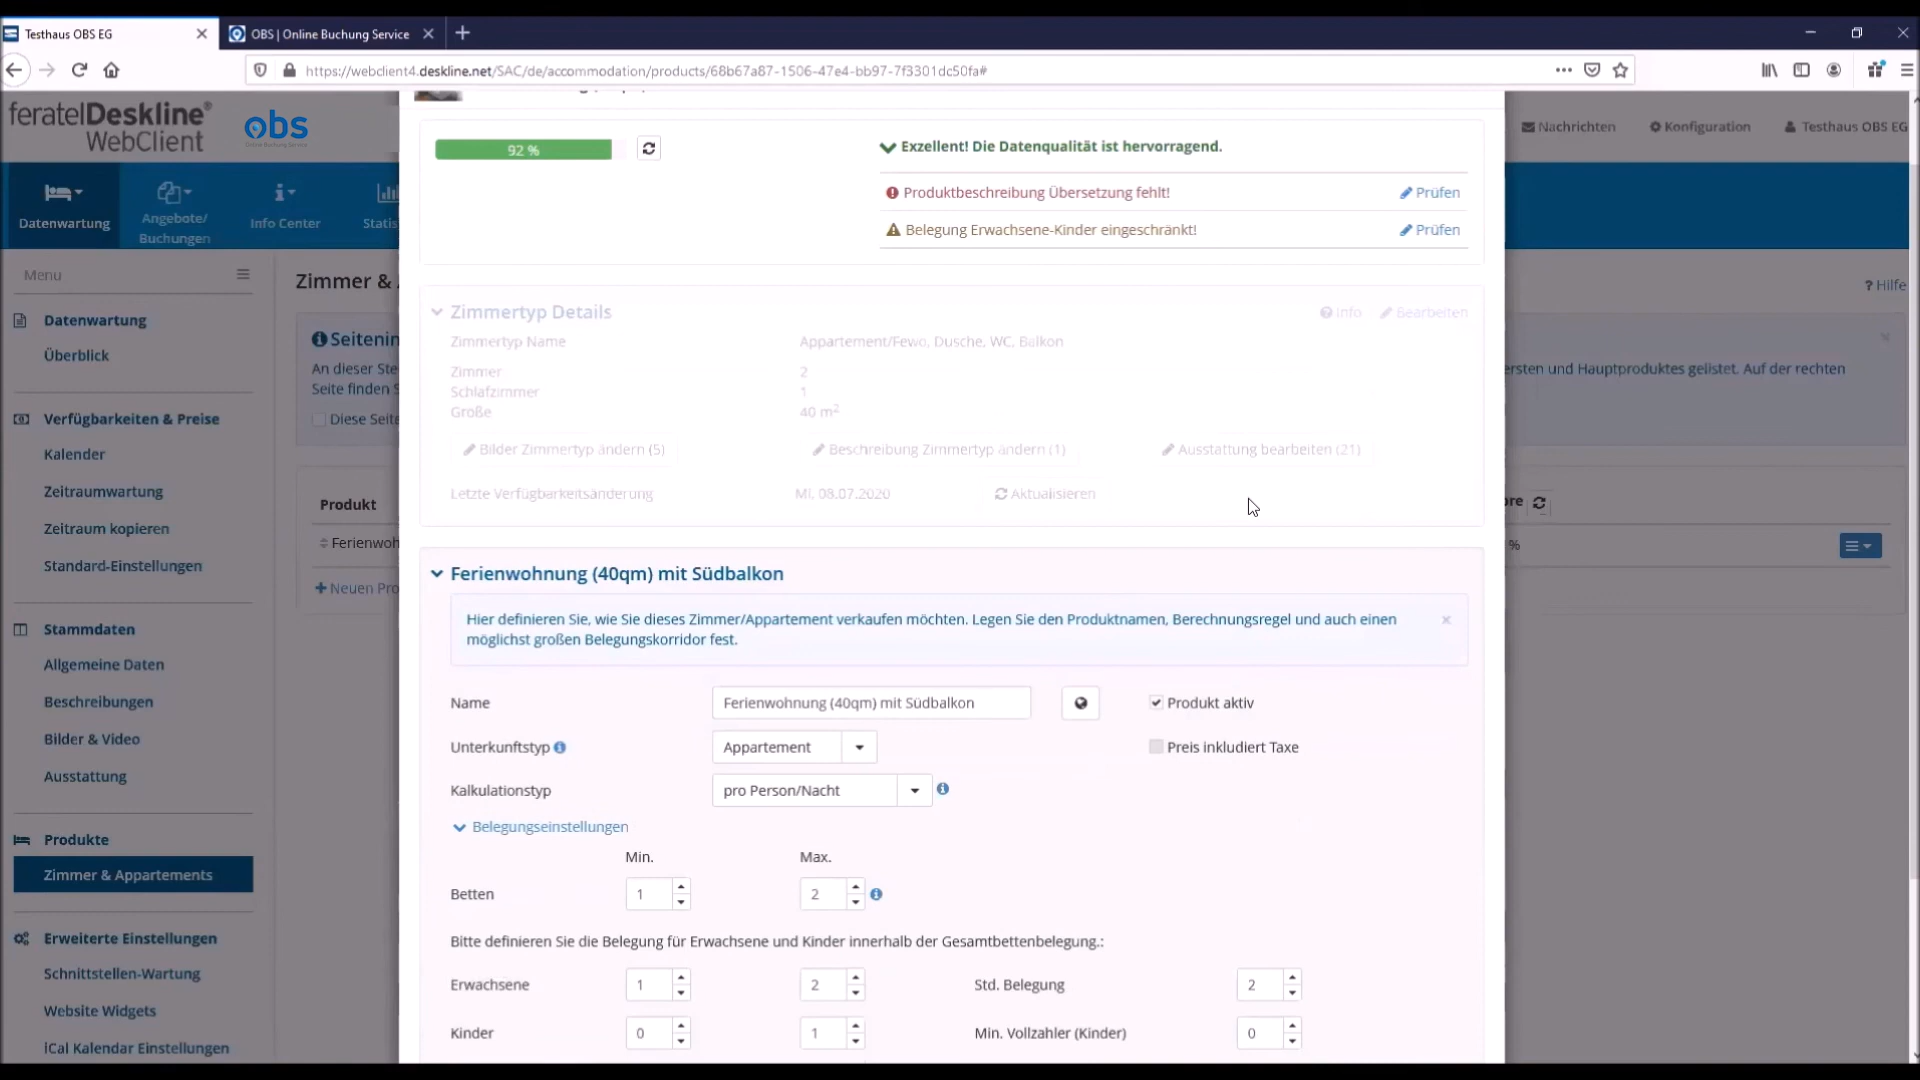 Testhaus OBS EG
OBS | Online Buchung Service
https://webclient4.deskline.net/SAC/de/accommodation/products/68b67a87-1506-47e4-bb97-7f3301dc50fa#
feratelDeskline®
WebClient
obs
Online Buchung Service
Nachrichten
Konfiguration
Testhaus OBS EG
Datenwartung
Angebote/
Buchungen
Info Center
Statis
92 %
Exzellent! Die Datenqualität ist hervorragend.
Produktbeschreibung Übersetzung fehlt!
Prüfen
Belegung Erwachsene-Kinder eingeschränkt!
Prüfen
Menu
Datenwartung
Überblick
Verfügbarkeiten & Preise
Kalender
Zeitraumwartung
Zeitraum kopieren
Standard-Einstellungen
Stammdaten
Allgemeine Daten
Beschreibungen
Bilder & Video
Ausstattung
Produkte
Zimmer & Appartements
Erweiterte Einstellungen
Schnittstellen-Wartung
Website Widgets
iCal Kalender Einstellungen
Zimmer &
? Hilfe
Seitenin
An dieser Ste
Seite finden S
Diese Seite
ersten und Hauptproduktes gelistet. Auf der rechten
Produkt
Ferienwoh
Neuen Pro
ore
%
Zimmertyp Details
Info
Bearbeiten
Zimmertyp Name
Appartement/Fewo, Dusche, WC, Balkon
Zimmer
2
Schlafzimmer
1
Große
40 m²
Bilder Zimmertyp ändern (5)
Beschreibung Zimmertyp ändern (1)
Ausstattung bearbeiten (21)
Letzte Verfügbarkeitsänderung
Mi, 08.07.2020
Aktualisieren
Ferienwohnung (40qm) mit Südbalkon
Hier definieren Sie, wie Sie dieses Zimmer/Appartement verkaufen möchten. Legen Sie den Produktnamen, Berechnungsregel und auch einen
möglichst großen Belegungskorridor fest.
Name
Ferienwohnung (40qm) mit Südbalkon
Produkt aktiv
Unterkunftstyp
Appartement
Preis inkludiert Taxe
Kalkulationstyp
pro Person/Nacht
Belegungseinstellungen
Min.
Max.
Betten
1
2
Bitte definieren Sie die Belegung für Erwachsene und Kinder innerhalb der Gesamtbettenbelegung.:
Erwachsene
1
2
Std. Belegung
2
Kinder
0
1
Min. Vollzahler (Kinder)
0